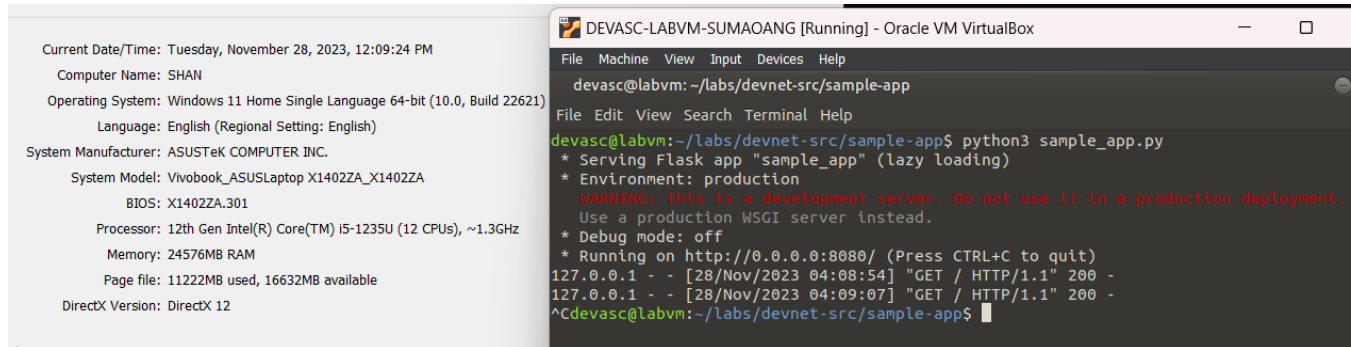 Current Date/Time: Tuesday, November 28, 2023, 12:09:24 PM
Computer Name: SHAN
Operating System: Windows 11 Home Single Language 64-bit (10.0, Build 22621)
Language: English (Regional Setting: English)
System Manufacturer: ASUSTeK COMPUTER INC.
System Model: Vivobook_ASUSLaptop X1402ZA_X1402ZA
BIOS: X1402ZA.301
Processor: 12th Gen Intel(R) Core(TM) i5-1235U (12 CPUs), ~1.3GHz
Memory: 24576MB RAM
Page file: 11222MB used, 16632MB available
DirectX Version: DirectX 12
DEVASC-LABVM-SUMAOANG [Running] - Oracle VM VirtualBox
File Machine View Input Devices Help
devasc@labvm: ~/labs/devnet-src/sample-app
File Edit View Search Terminal Help
devasc@labvm:~/labs/devnet-src/sample-app$ python3 sample_app.py
* Serving Flask app "sample_app" (lazy loading)
* Environment: production
WARNING: This is a development server. Do not use it in a production deployment.
Use a production WSGI server instead.
* Debug mode: off
* Running on http://0.0.0.0:8080/ (Press CTRL+C to quit)
127.0.0.1 - - [28/Nov/2023 04:08:54] "GET / HTTP/1.1" 200 -
127.0.0.1 - - [28/Nov/2023 04:09:07] "GET / HTTP/1.1" 200 -
^Cdevasc@labvm:~/labs/devnet-src/sample-app$